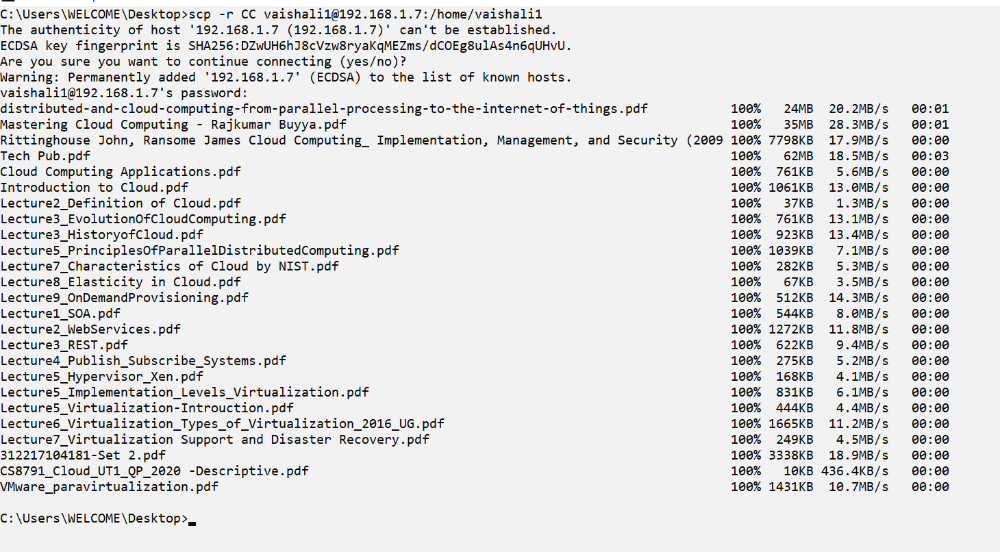 C:\Users\WELCOME\Desktop>scp -r CC vaishali1@192.168.1.7:/home/vaishali1
The authenticity of host '192.168.1.7 (192.168.1.7)' can't be established.
ECDSA key fingerprint is SHA256:DZwUH6hJ8cVzw8ryaKqMEZms/dCOEg8ulAs4n6qUHvU.
Are you sure you want to continue connecting (yes/no)?
Warning: Permanently added '192.168.1.7' (ECDSA) to the list of known hosts.
vaishali1@192.168.1.7's password:
distributed-and-cloud-computing-from-parallel-processing-to-the-internet-of-things.pdf 100% 24MB 20.2MB/s 00:01
Mastering Cloud Computing - Rajkumar Buyya.pdf 100% 35MB 28.3MB/s 00:01
Rittinghouse John, Ransome James Cloud Computing_ Implementation, Management, and Security (2009 100% 7798KB 17.9MB/s 00:00
Tech Pub.pdf 100% 62MB 18.5MB/s 00:03
Cloud Computing Applications.pdf 100% 761KB 5.6MB/s 00:00
Introduction to Cloud.pdf 100% 1061KB 13.0MB/s 00:00
Lecture2_Definition of Cloud.pdf 100% 37KB 1.3MB/s 00:00
Lecture3_EvolutionOfCloudComputing.pdf 100% 761KB 13.1MB/s 00:00
Lecture3_HistoryofCloud.pdf 100% 923KB 13.4MB/s 00:00
Lecture5_PrinciplesOfParallelDistributedComputing.pdf 100% 1039KB 7.1MB/s 00:00
Lecture7_Characteristics of Cloud by NIST.pdf 100% 282KB 5.3MB/s 00:00
Lecture8_Elasticity in Cloud.pdf 100% 67KB 3.5MB/s 00:00
Lecture9_OnDemandProvisioning.pdf 100% 512KB 14.3MB/s 00:00
Lecture1_SOA.pdf 100% 544KB 8.0MB/s 00:00
Lecture2_WebServices.pdf 100% 1272KB 11.8MB/s 00:00
Lecture3_REST.pdf 100% 622KB 9.4MB/s 00:00
Lecture4_Publish_Subscribe_Systems.pdf 100% 275KB 5.2MB/s 00:00
Lecture5_Hypervisor_Xen.pdf 100% 168KB 4.1MB/s 00:00
Lecture5_Implementation_Levels_Virtualization.pdf 100% 831KB 6.1MB/s 00:00
Lecture5_Virtualization-Introuction.pdf 100% 444KB 4.4MB/s 00:00
Lecture6_Virtualization_Types_of_Virtualization_2016_UG.pdf 100% 1665KB 11.2MB/s 00:00
Lecture7_Virtualization Support and Disaster Recovery.pdf 100% 249KB 4.5MB/s 00:00
312217104181-Set 2.pdf 100% 3338KB 18.9MB/s 00:00
CS8791_Cloud_UT1_QP_2020 -Descriptive.pdf 100% 10KB 436.4KB/s 00:00
VMware_paravirtualization.pdf 100% 1431KB 10.7MB/s 00:00
C:\Users\WELCOME\Desktop>